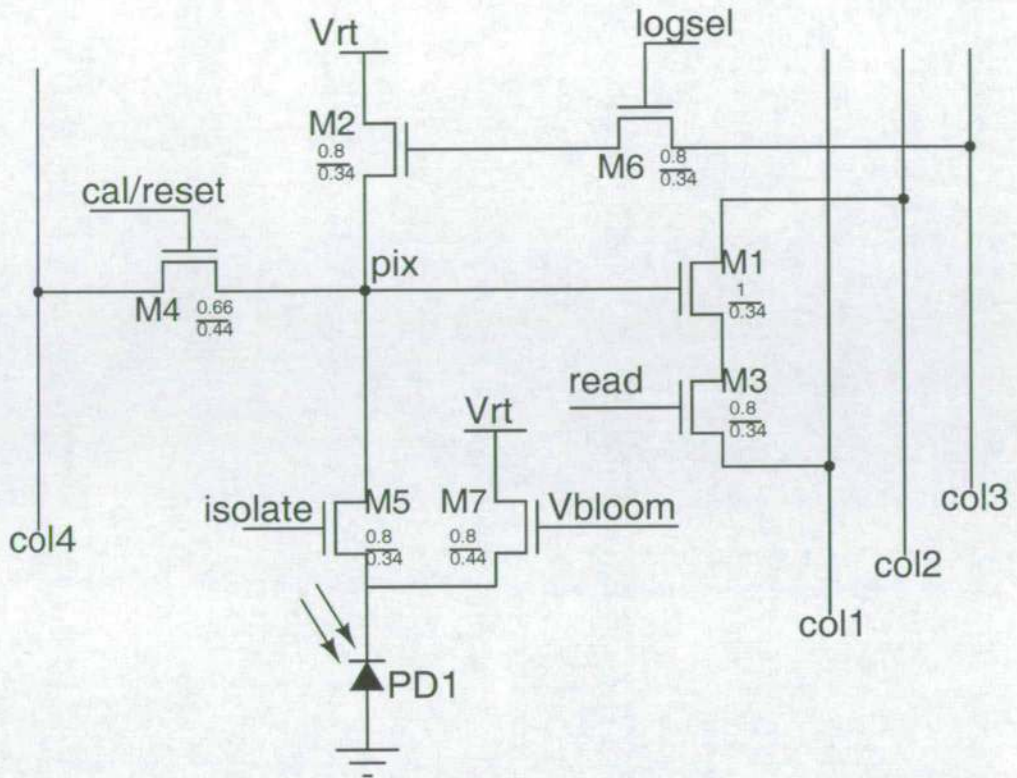 logsel
Vrt
M2
0.8
0.34
M6
0.8
0.34
cal/reset
pix
M1
1
0.34
M4
0.66
0.44
read
M3
0.8
0.34
Vrt
isolate
M5
0.8
0.34
M7
0.8
0.44
Vbloom
col3
col4
col2
col1
PD1